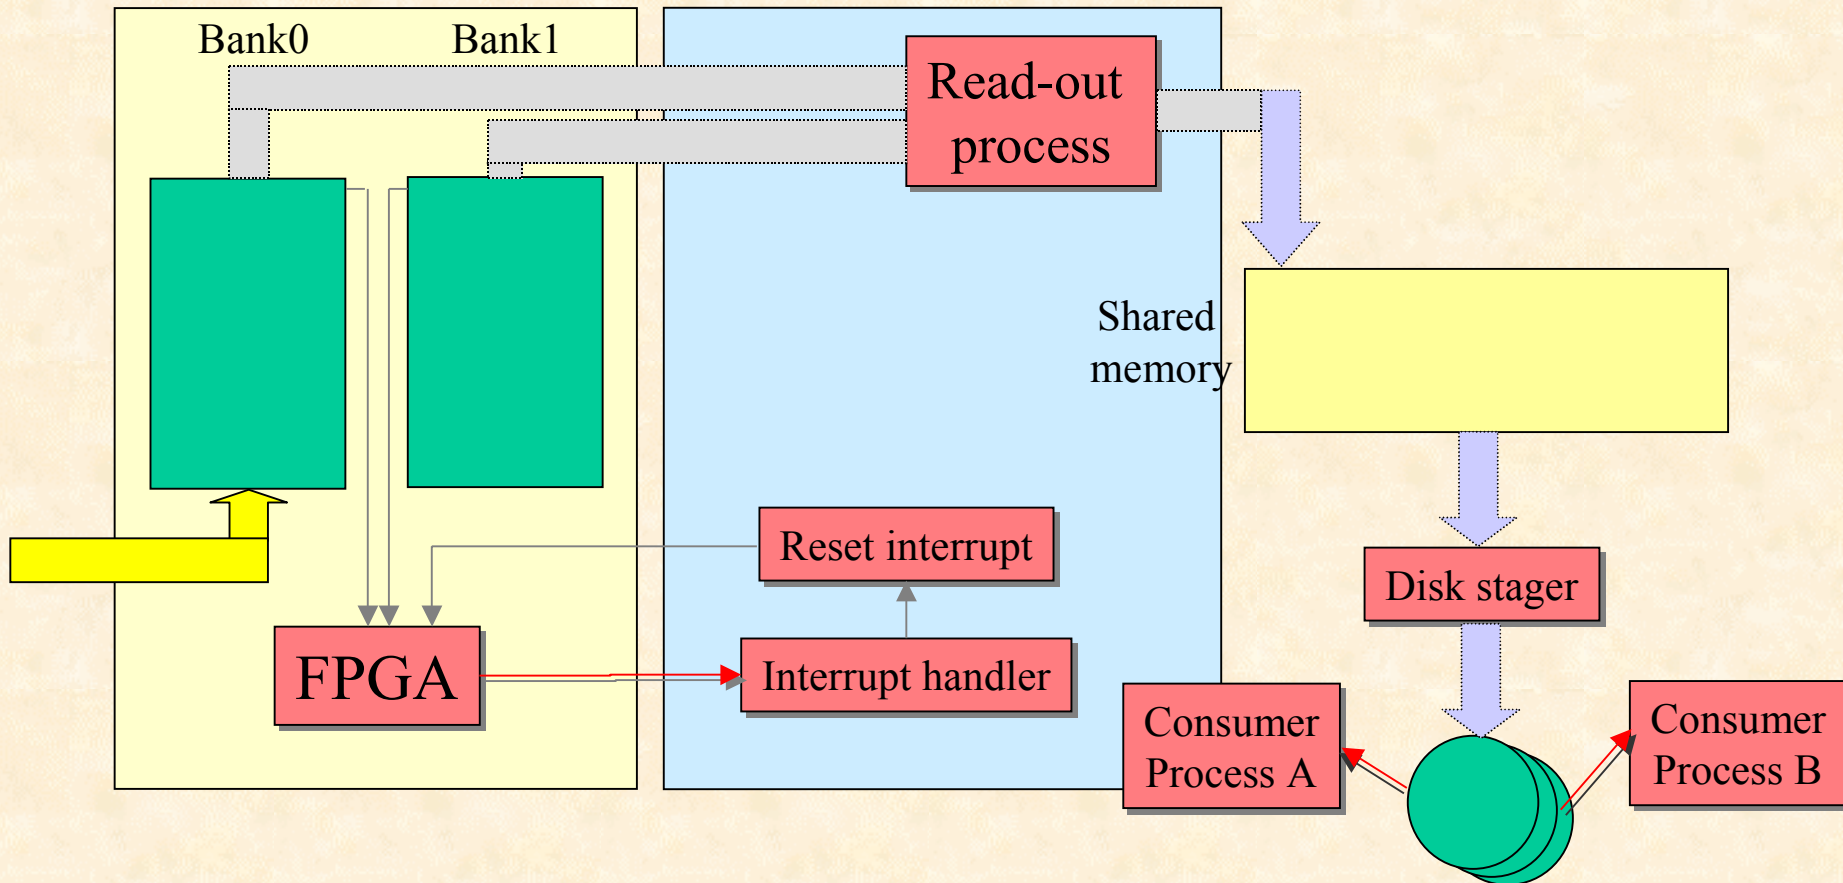 Bank0
Bank1
Read-out
process
Shared
memory
Reset interrupt
Disk stager
FPGA
Interrupt handler
Consumer
Process A
Consumer
Process B